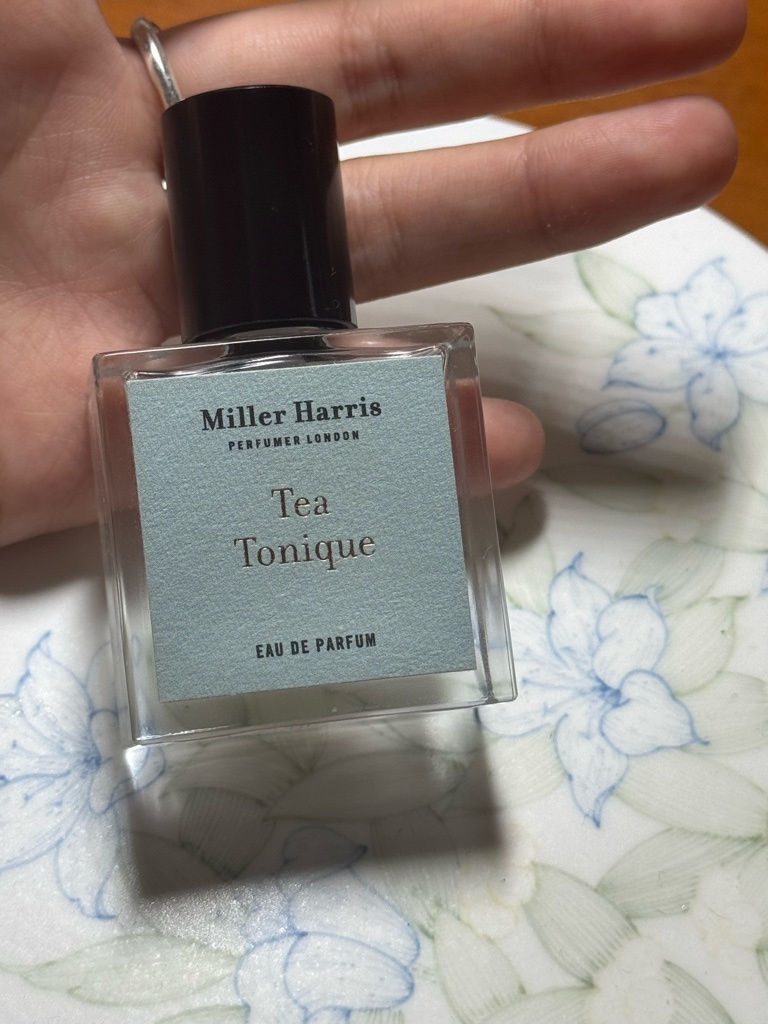 Miller Harris
PERFUMER LONDON
Tea
Tonique
EAU DE PARFUM